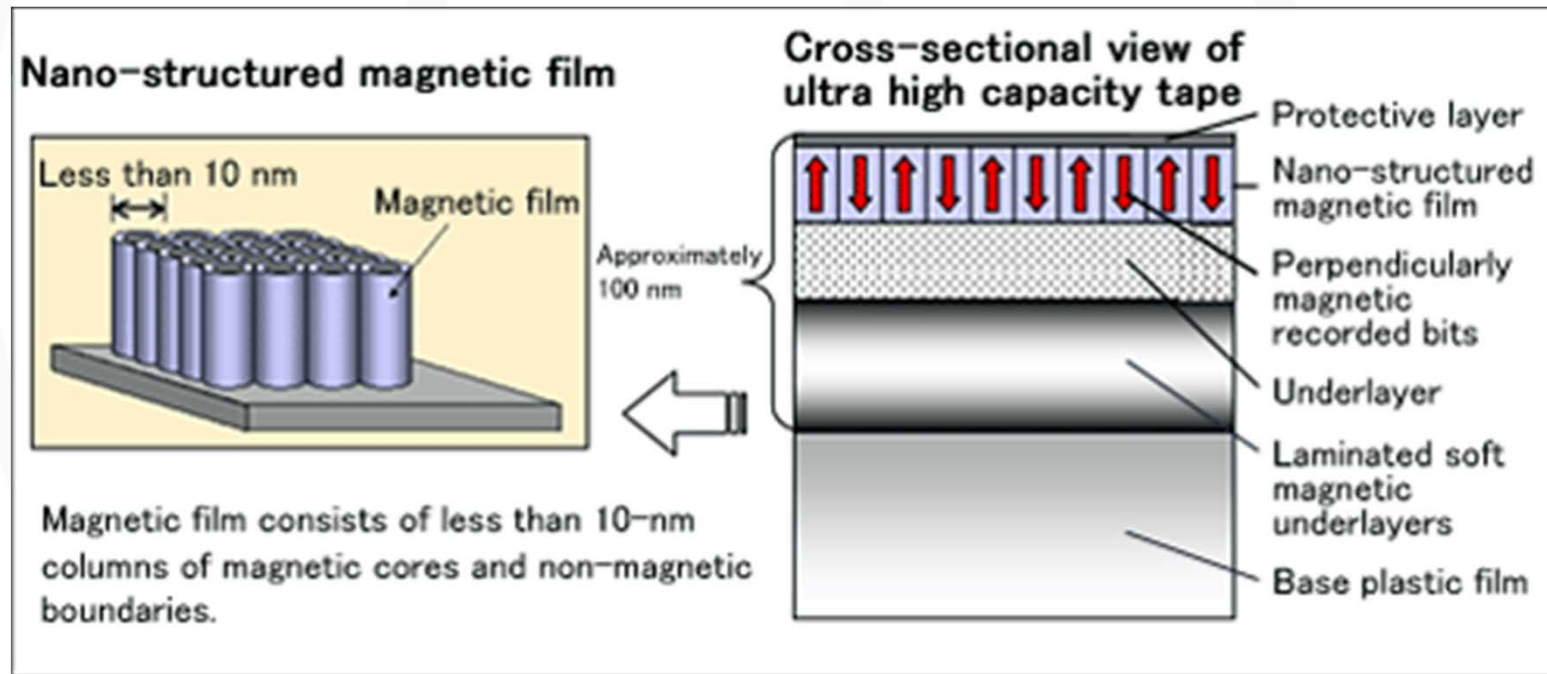 Nano-structured magnetic film
Less than 10 nm
Magnetic film
Magnetic film consists of less than 10-nm
columns of magnetic cores and non-magnetic
boundaries.
Cross-sectional view of
ultra high capacity tape
Approximately
100 nm
Protective layer
Nano-structured
magnetic film
Perpendicularly
magnetic
recorded bits
Underlayer
Laminated soft
magnetic
underlayers
Base plastic film